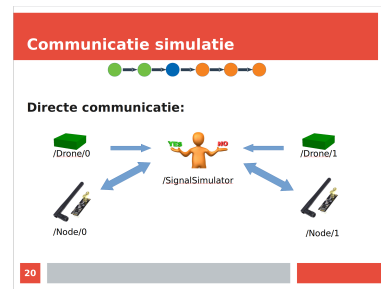 Communicatie simulatie
Directe communicatie:
YES NO
/Drone/0
/Drone/1
/SignalSimulator
/Node/0
/Node/1
20